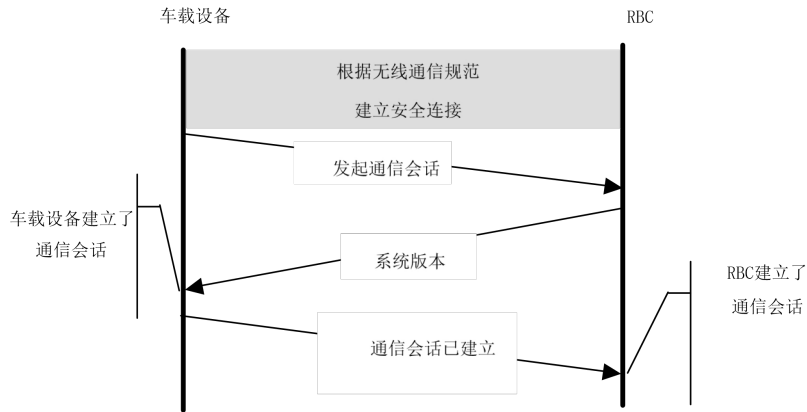 车载设备
RBC
根据无线通信规范
建立安全连接
发起通信会话
车载设备建立了
通信会话
系统版本
RBC建立了
通信会话
通信会话已建立